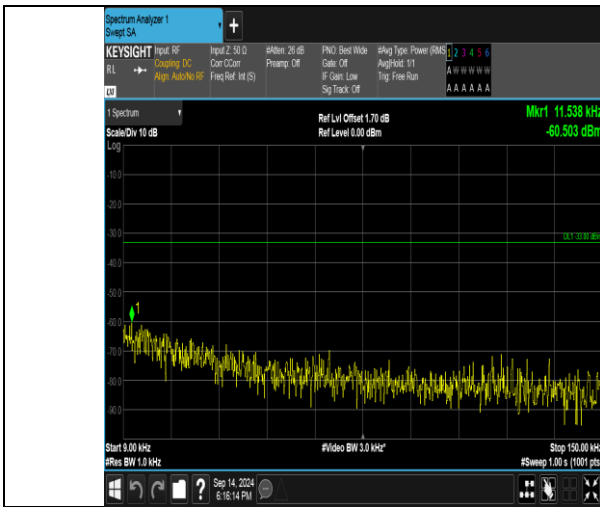 Spectrum Analyzer 1
Swept SA
KEYSIGHT
RL
LXI
Input: RF
Coupling: DC
Align: Auto/No RF
Input Z: 50 Ω
Corr CCorr
Freq Ref: Int (S)
#Atten: 26 dB
Preamp: Off
PNO: Best Wide
Gate: Off
IF Gain: Low
Sig Track: Off
#Avg Type: Power (RMS
Avg|Hold: 1/1
Trig: Free Run
1 2 3 4 5 6
A W W W W W
A A A A A A
1 Spectrum
Scale/Div 10 dB
Ref Lvl Offset 1.70 dB
Ref Level 0.00 dBm
Mkr1 11.538 kHz
-60.503 dBm
Log
-10.0
-20.0
-30.0
-40.0
-50.0
-60.0
-70.0
-80.0
-90.0
DL1 -33.00 dBm
1
Start 9.00 kHz
#Res BW 1.0 kHz
#Video BW 3.0 kHz*
Stop 150.00 kHz
#Sweep 1.00 s (1001 pts
Sep 14, 2024
6:16:14 PM